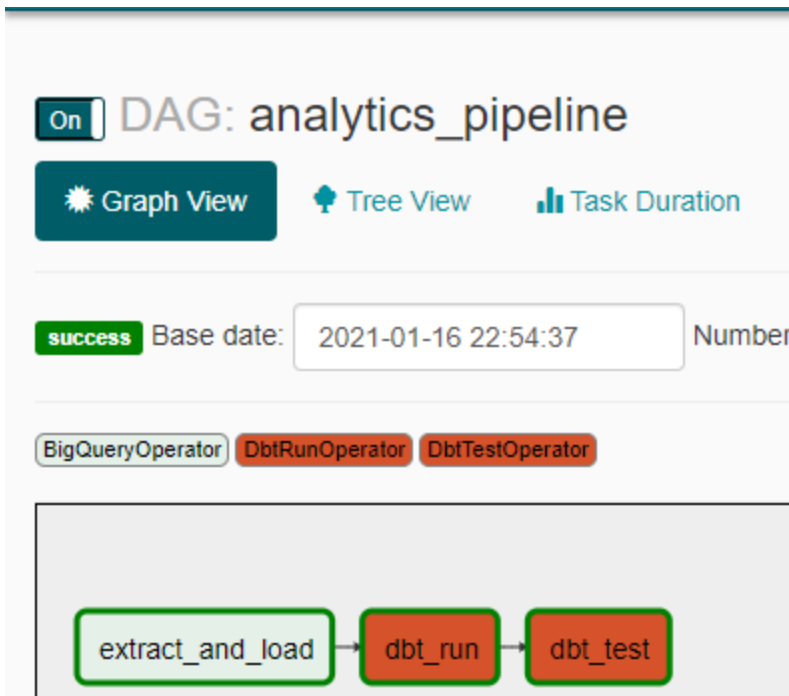 On DAG: analytics_pipeline
Graph View Tree View Task Duration
success Base date: 2021-01-16 22:54:37 Number
BigQueryOperator DbtRunOperator DbtTestOperator
extract_and_load dbt_run dbt_test